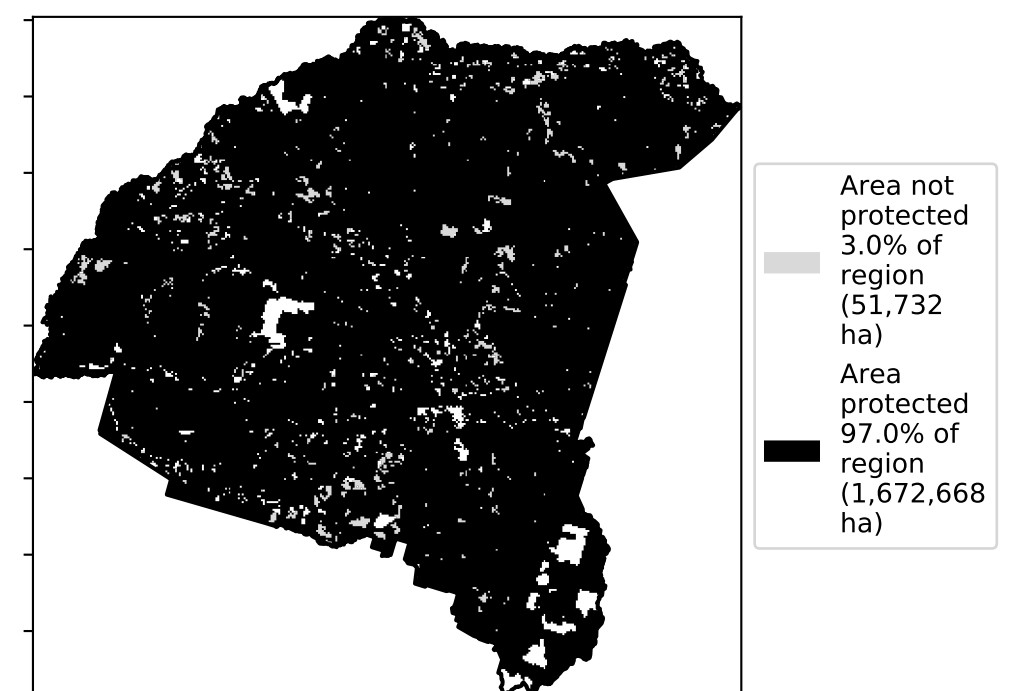 Area not
protected
3.0% of
region
(51,732
ha)
Area
protected
97.0% of
region
(1,672,668
ha)